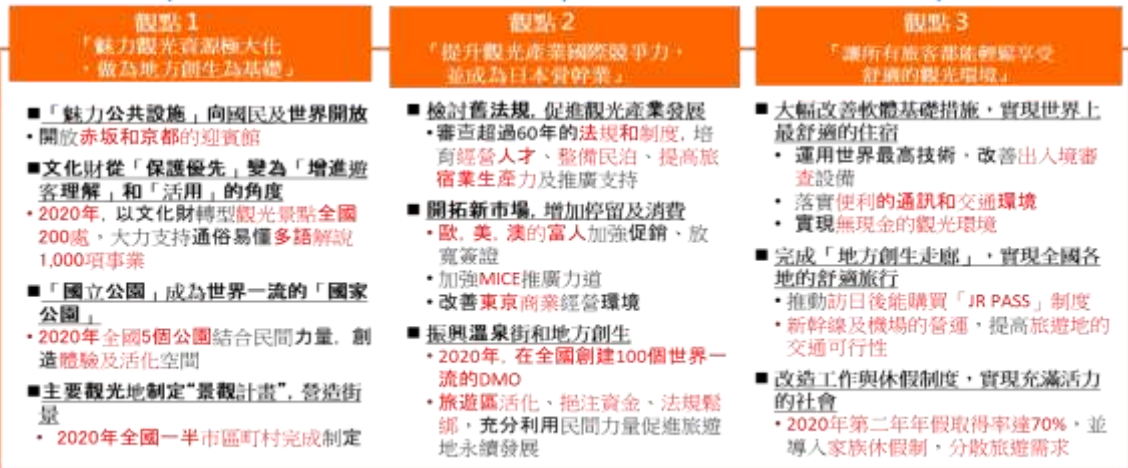 觀點 1
「魅力觀光資源極大化
，做為地方創生為基礎」
■「魅力公共設施」向國民及世界開放
•開放赤坂和京都的迎賓館
■文化財從「保護優先」變為「增進遊
客理解」和「活用」的角度
•2020年, 以文化財轉型觀光景點全國
200處、大力支持通俗易懂多語解說
1,000項事業
■「國立公園」成為世界一流的「國家
公園」
•2020年全國5個公園結合民間力量, 創
造體驗及活化空間
■主要觀光地制定“景觀計畫”, 營造街
景
• 2020年全國一半市區町村完成制定
觀點 2
「提升觀光產業國際競爭力，
並成為日本骨幹業」
■ 檢討舊法規, 促進觀光產業發展
•審查超過60年的法規和制度, 培
育經營人才、整備民泊、提高旅
宿業生產力及推廣支持
■ 開拓新市場, 增加停留及消費
•歐, 美, 澳的富人加強促銷、放
寬簽證
•加強MICE推廣力道
•改善東京商業經營環境
■ 振興溫泉街和地方創生
•2020年, 在全國創建100個世界一
流的DMO
•旅遊區活化、挹注資金、法規鬆
綁，充分利用民間力量促進旅遊
地永續發展
觀點 3
「讓所有旅客都能輕鬆享受
舒適的觀光環境」
■ 大幅改善軟體基礎措施，實現世界上
最舒適的住宿
• 運用世界最高技術、改善出入境審
查設備
• 落實便利的通訊和交通環境
• 實現無現金的觀光環境
■ 完成「地方創生走廊」，實現全國各
地的舒適旅行
•推動訪日後能購買「JR PASS」制度
•新幹線及機場的營運、提高旅遊地的
交通可行性
■ 改造工作與休假制度，實現充滿活力
的社會
•2020年第二年年假取得率達70%，並
導入家族休假制，分散旅遊需求